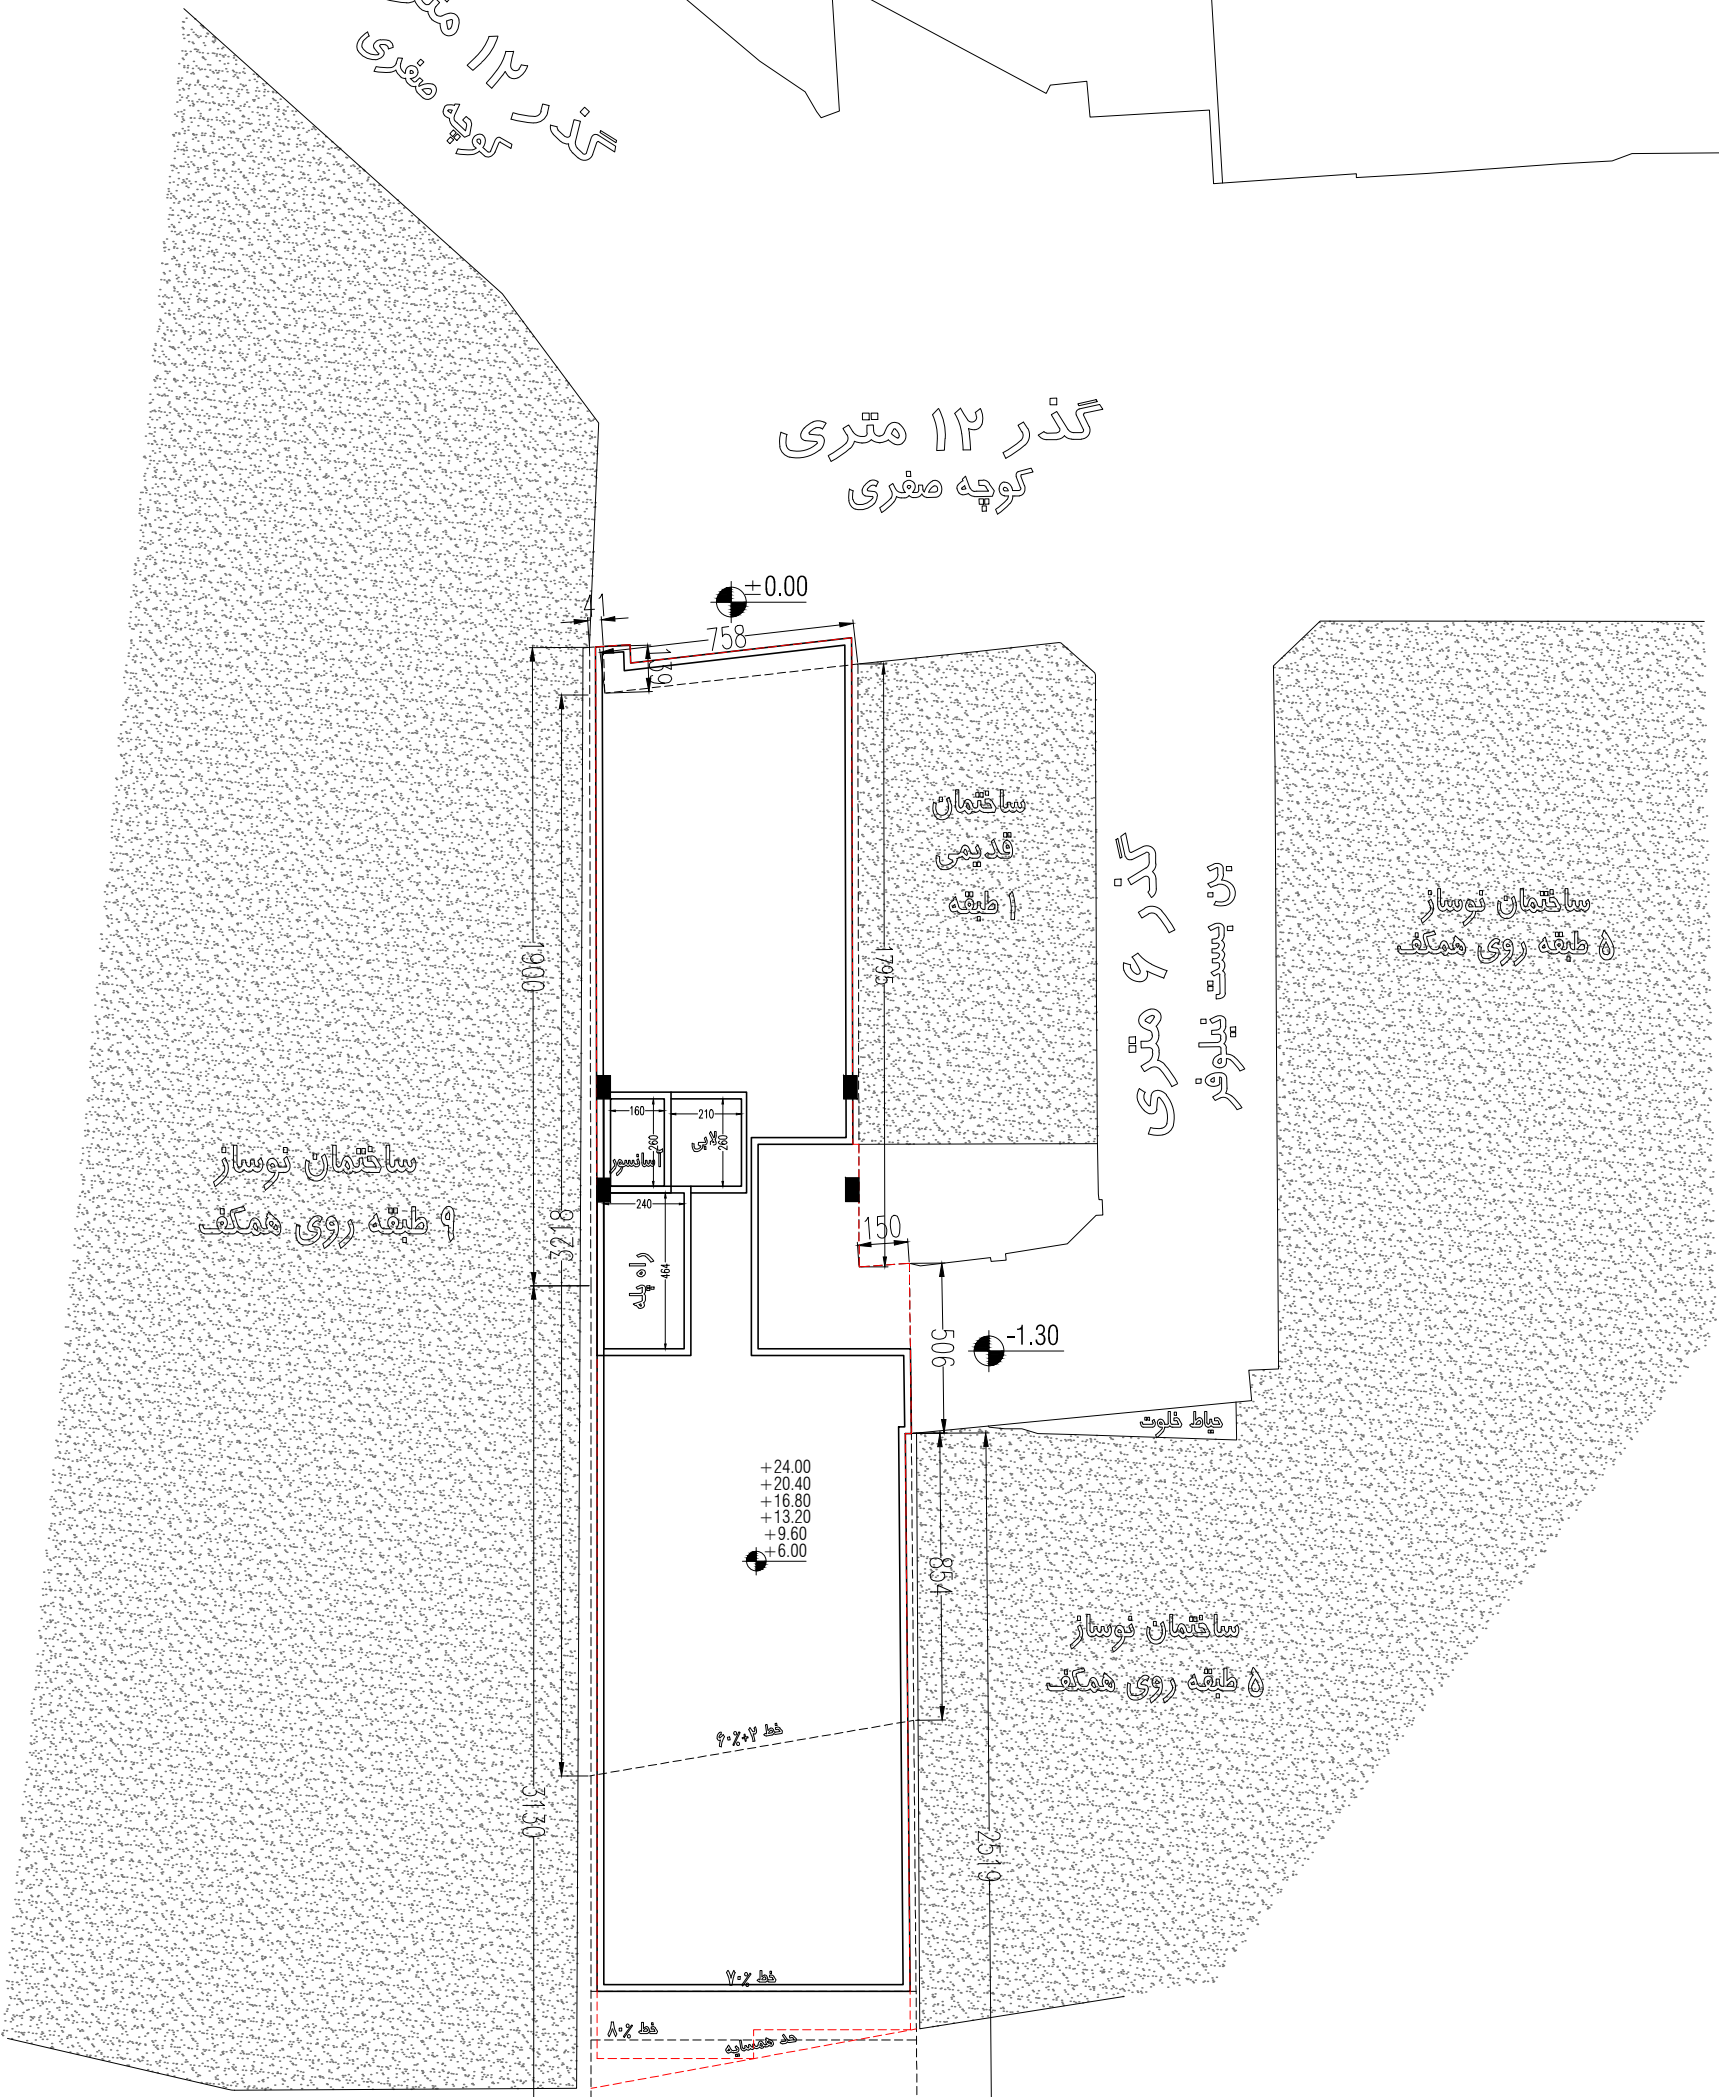 گذر ۱۲
کوچه صفری
گذر ۱۲ متری
کوچه صفری
±0.00
41
758
139
ساختمان
قدیمی
۱ طبقه
گذر ۶ متری
بن بست نیلوفر
ساختمان نوساز
۵ طبقه روی همکف
1900
1795
3218
160
210
260
260
آسانسور
لابی
240
464
راه پله
ساختمان نوساز
۹ طبقه روی همکف
150
506
-1.30
حیاط خلوت
+24.00
+20.40
+16.80
+13.20
+9.60
+6.00
854
ساختمان نوساز
۵ طبقه روی همکف
خط ۲+٪۶۰
3130
2519
خط ٪۷۰
خط ٪۸۰
حد همسایه